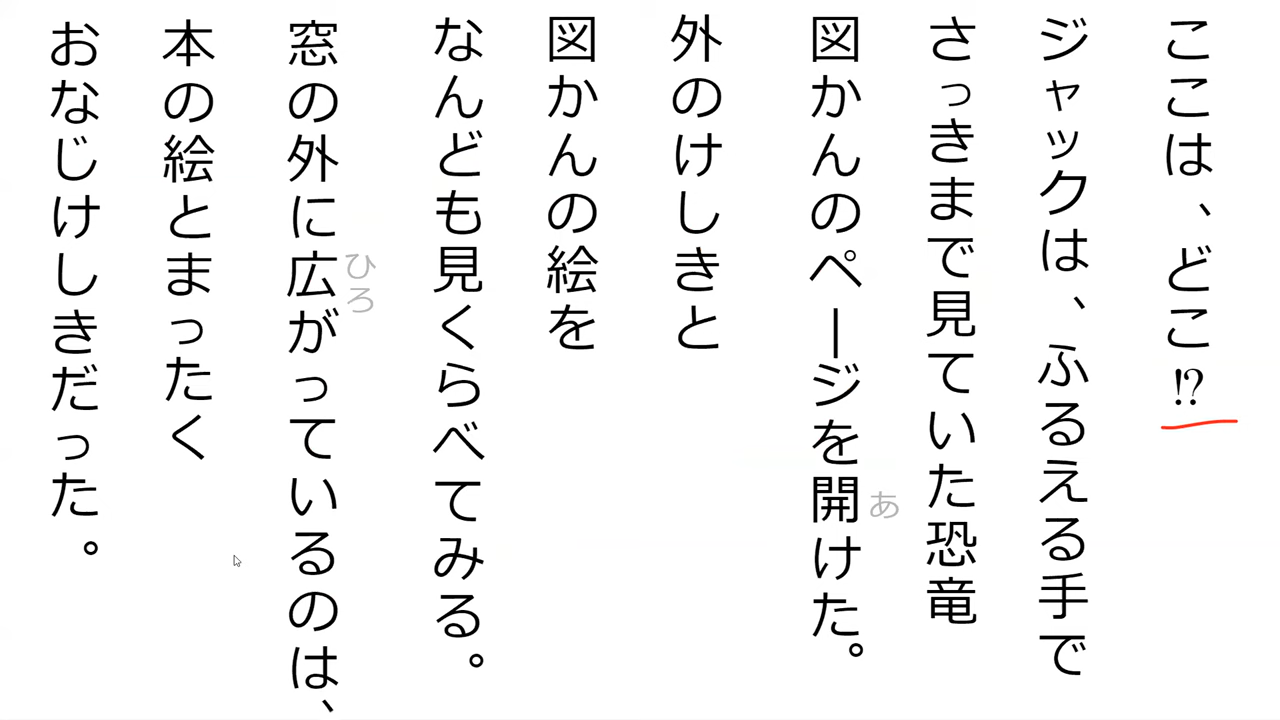 ここは、どこ⁉
ジャックは、ふるえる手で
さっきまで見ていた恐竜
図かんのページを開けた。
あ
外のけしきと
図かんの絵を
なんども見くらべてみる。
窓の外に広がっているのは、
ひろ
本の絵とまったく
おなじけしきだった。